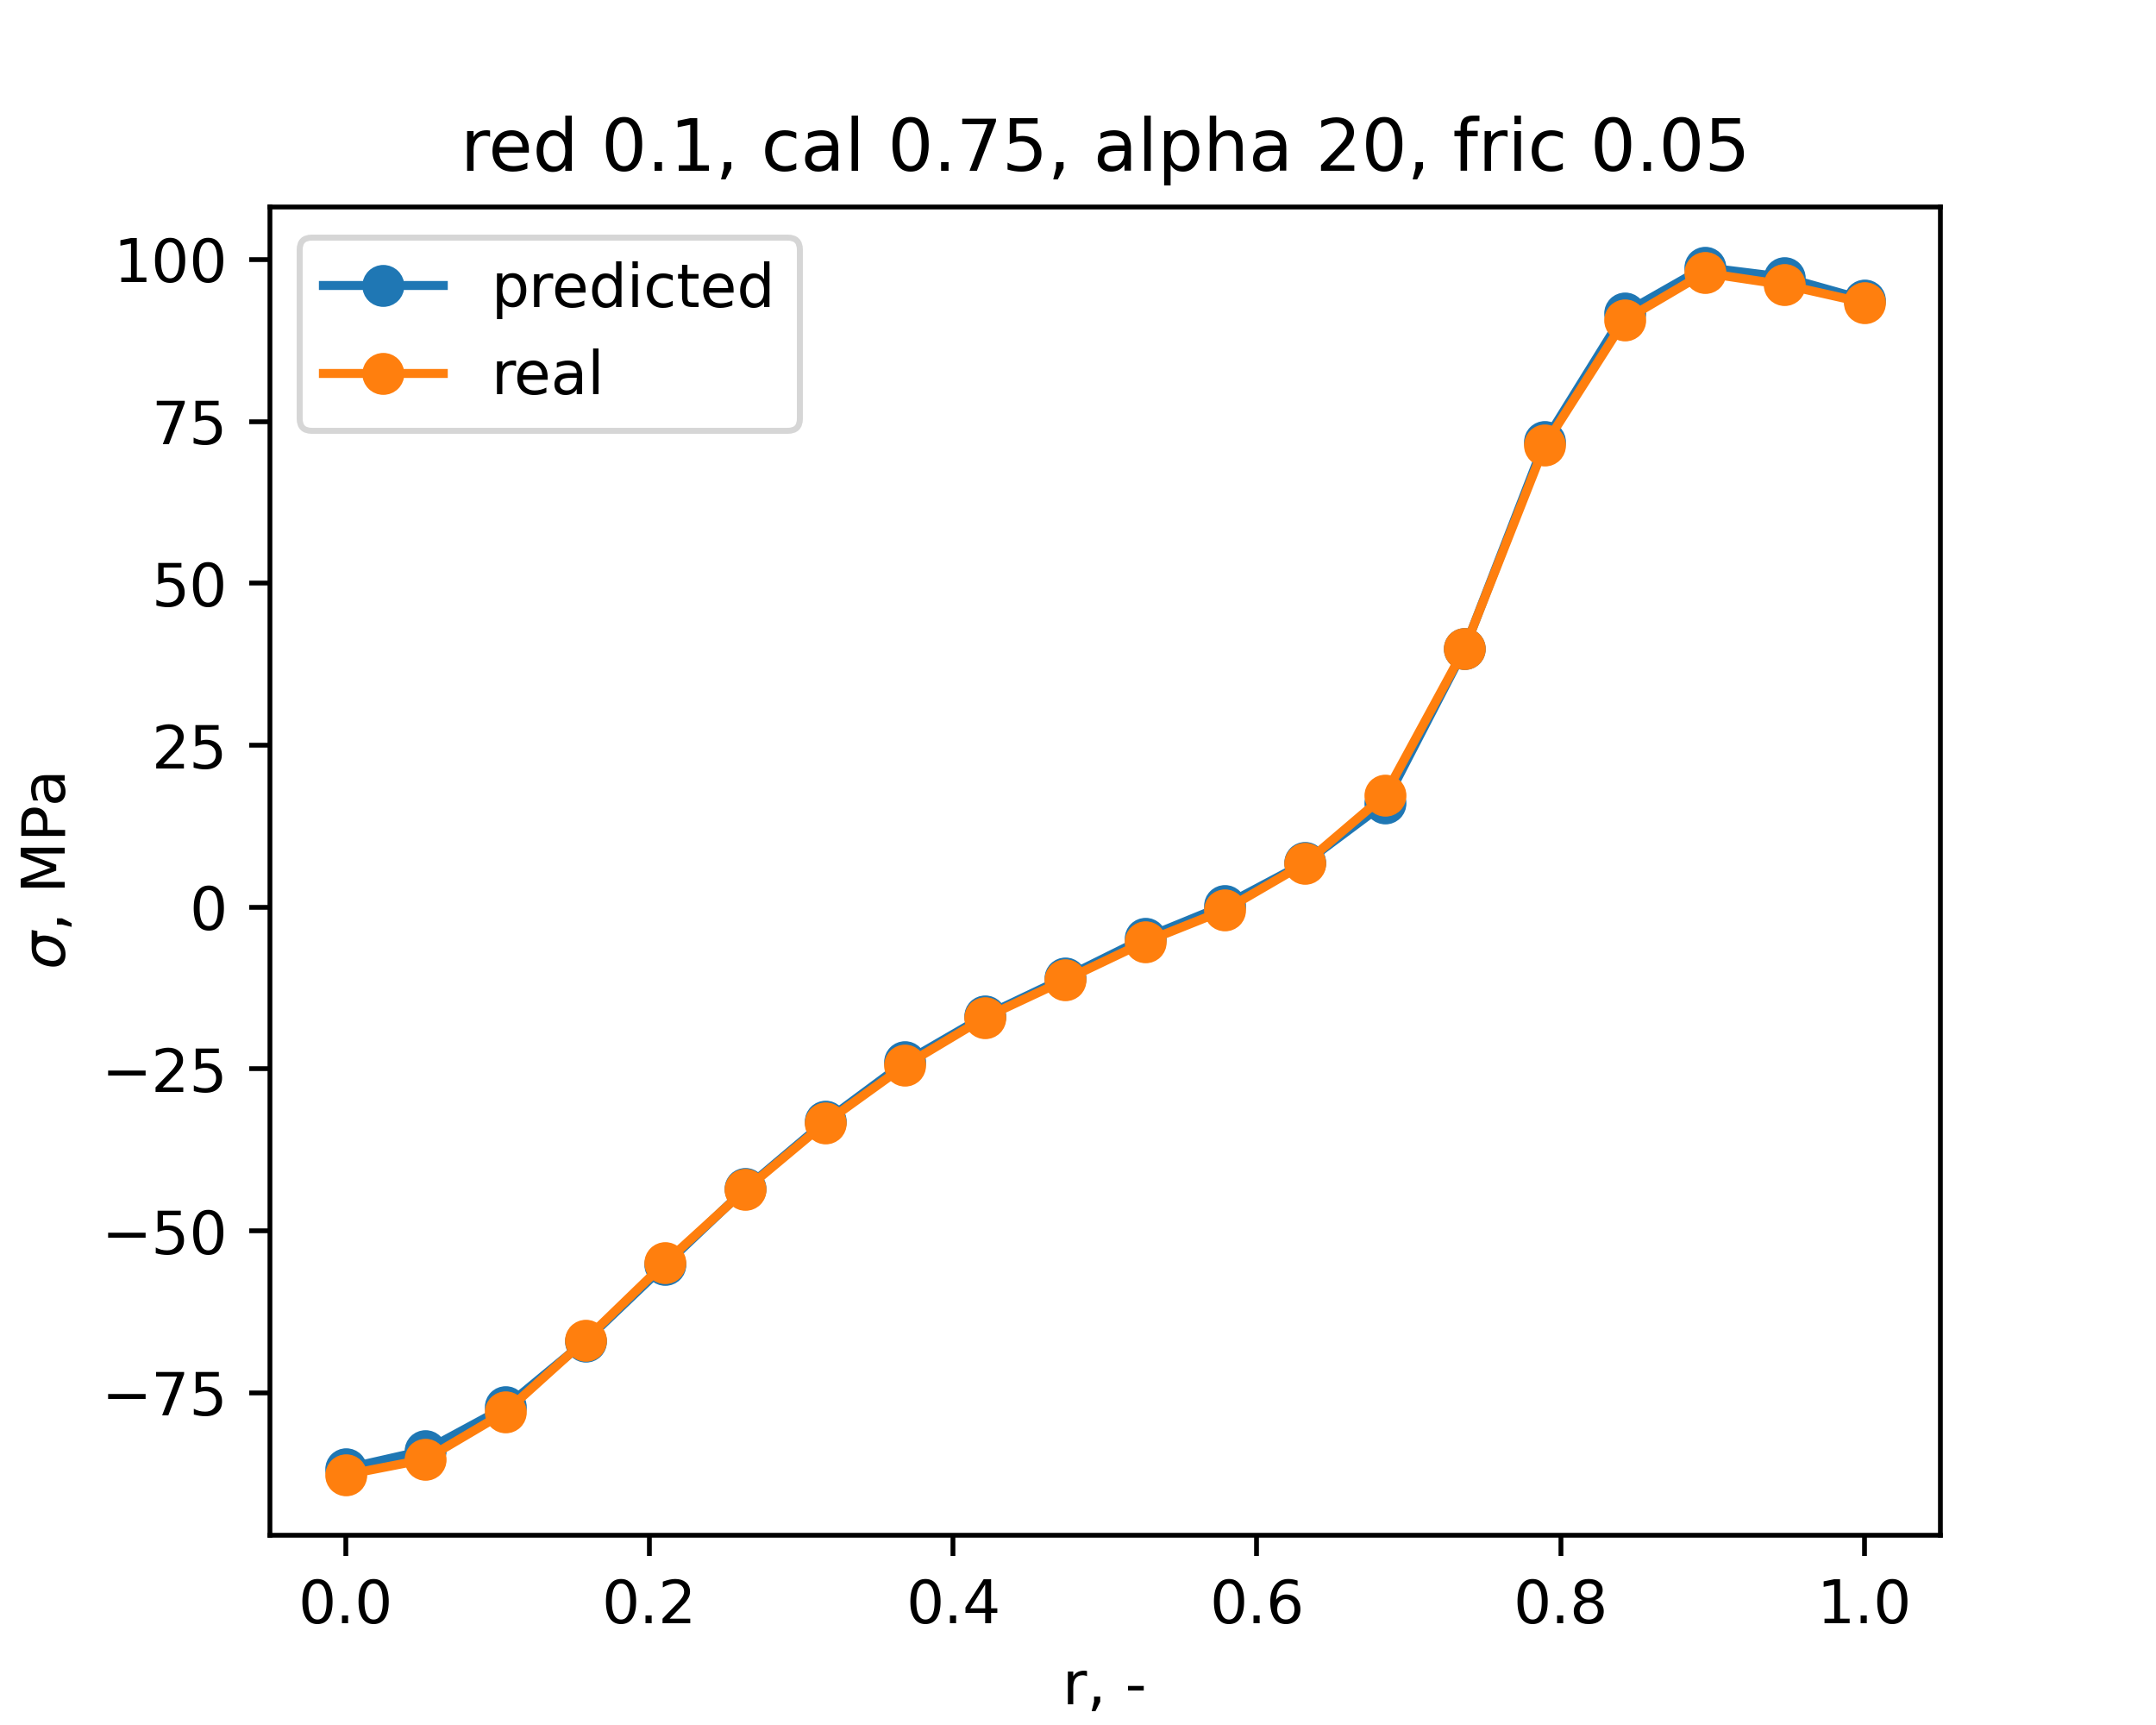 red 0.1, cal 0.75, alpha 20, fric 0.05
predicted
real
100
75
50
25
0
−25
−50
−75
σ, MPa
0.0 0.2 0.4 0.6 0.8 1.0
r, -